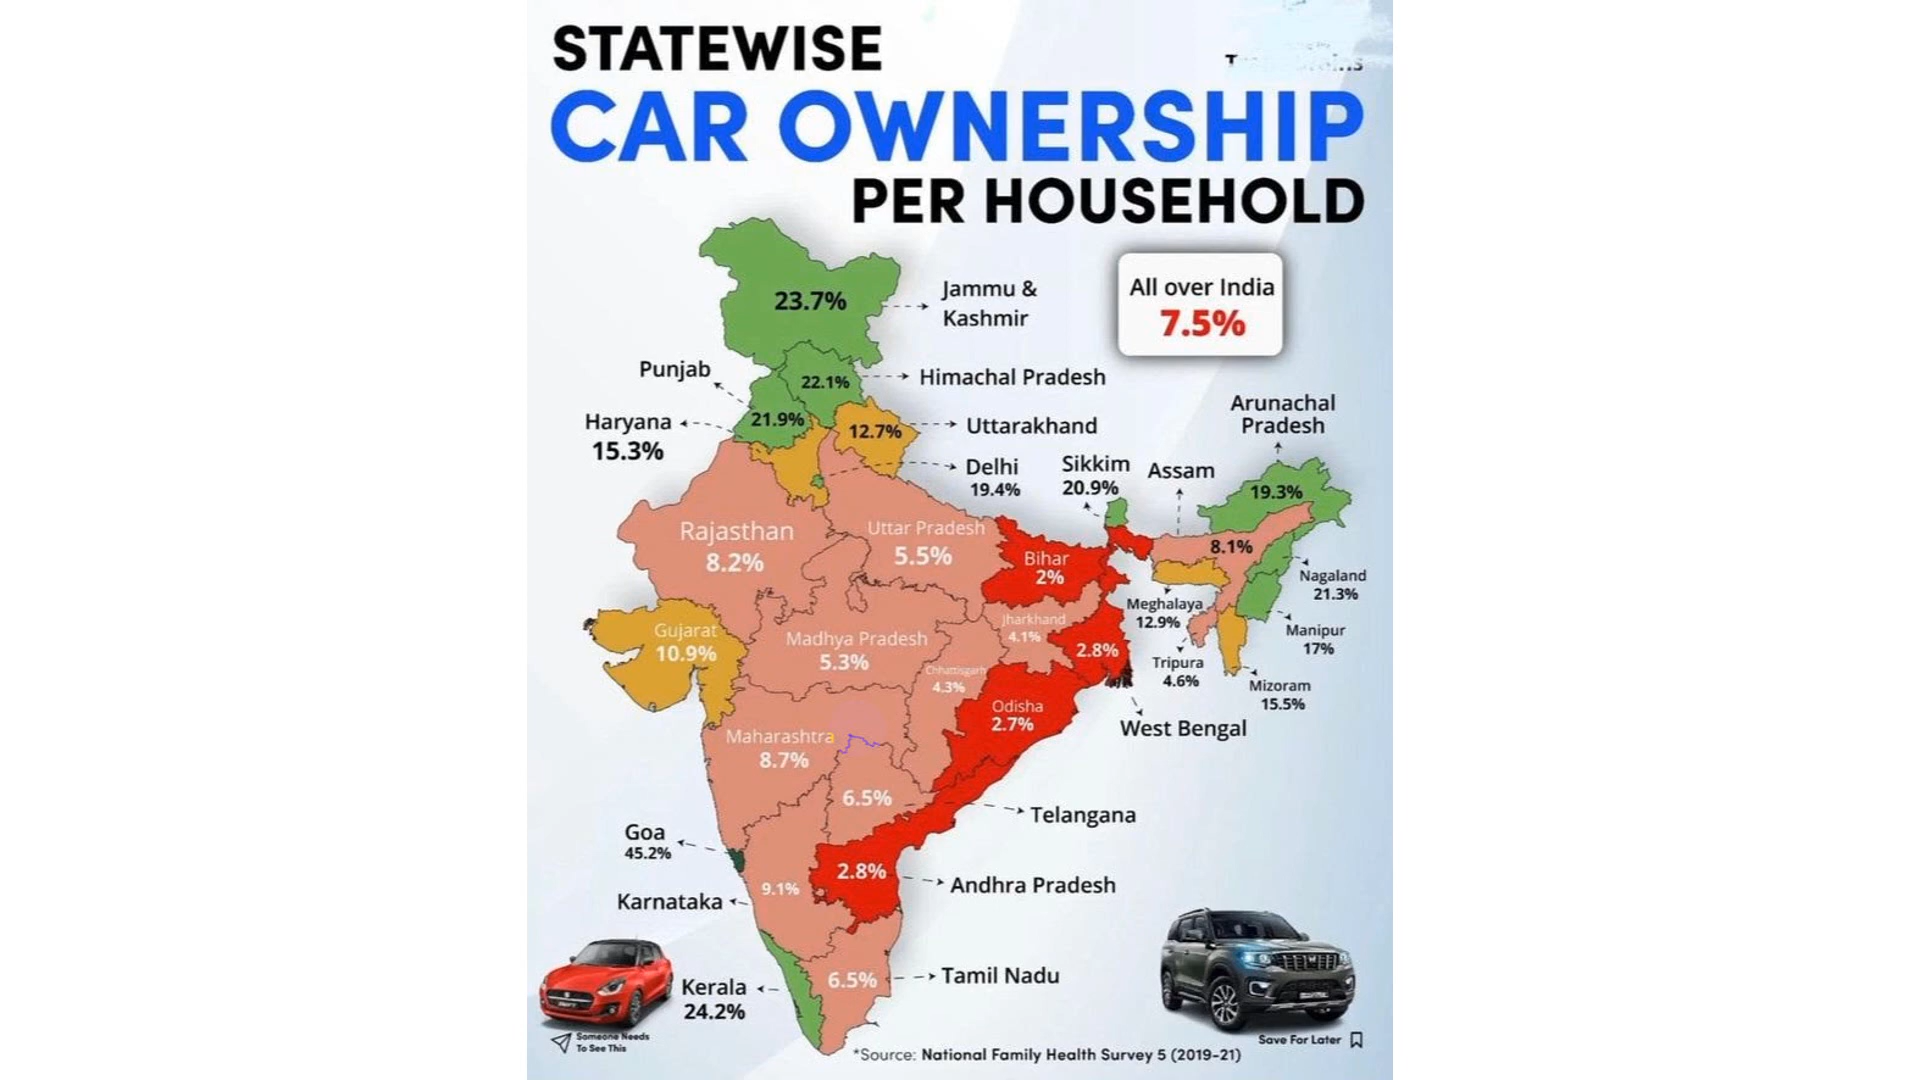 STATEWISE
CAR OWNERSHIP
PER HOUSEHOLD
All over India
7.5%
23.7%
Jammu &
Kashmir
Punjab
21.9%
22.1%
Himachal Pradesh
Haryana
15.3%
12.7%
Uttarakhand
Delhi
19.4%
Sikkim
20.9%
Assam
8.1%
Arunachal
Pradesh
19.3%
Rajasthan
8.2%
Uttar Pradesh
5.5%
Bihar
2%
Nagaland
21.3%
Meghalaya
12.9%
Manipur
17%
Tripura
4.6%
Mizoram
15.5%
Gujarat
10.9%
Madhya Pradesh
5.3%
Jharkhand
4.1%
Chhattisgarh
4.3%
2.8%
West Bengal
Odisha
2.7%
Maharashtra
8.7%
6.5%
Telangana
Goa
45.2%
2.8%
Andhra Pradesh
9.1%
Karnataka
Kerala
24.2%
6.5%
Tamil Nadu
Someone Needs
To See This
Save For Later
*Source: National Family Health Survey 5 (2019-21)